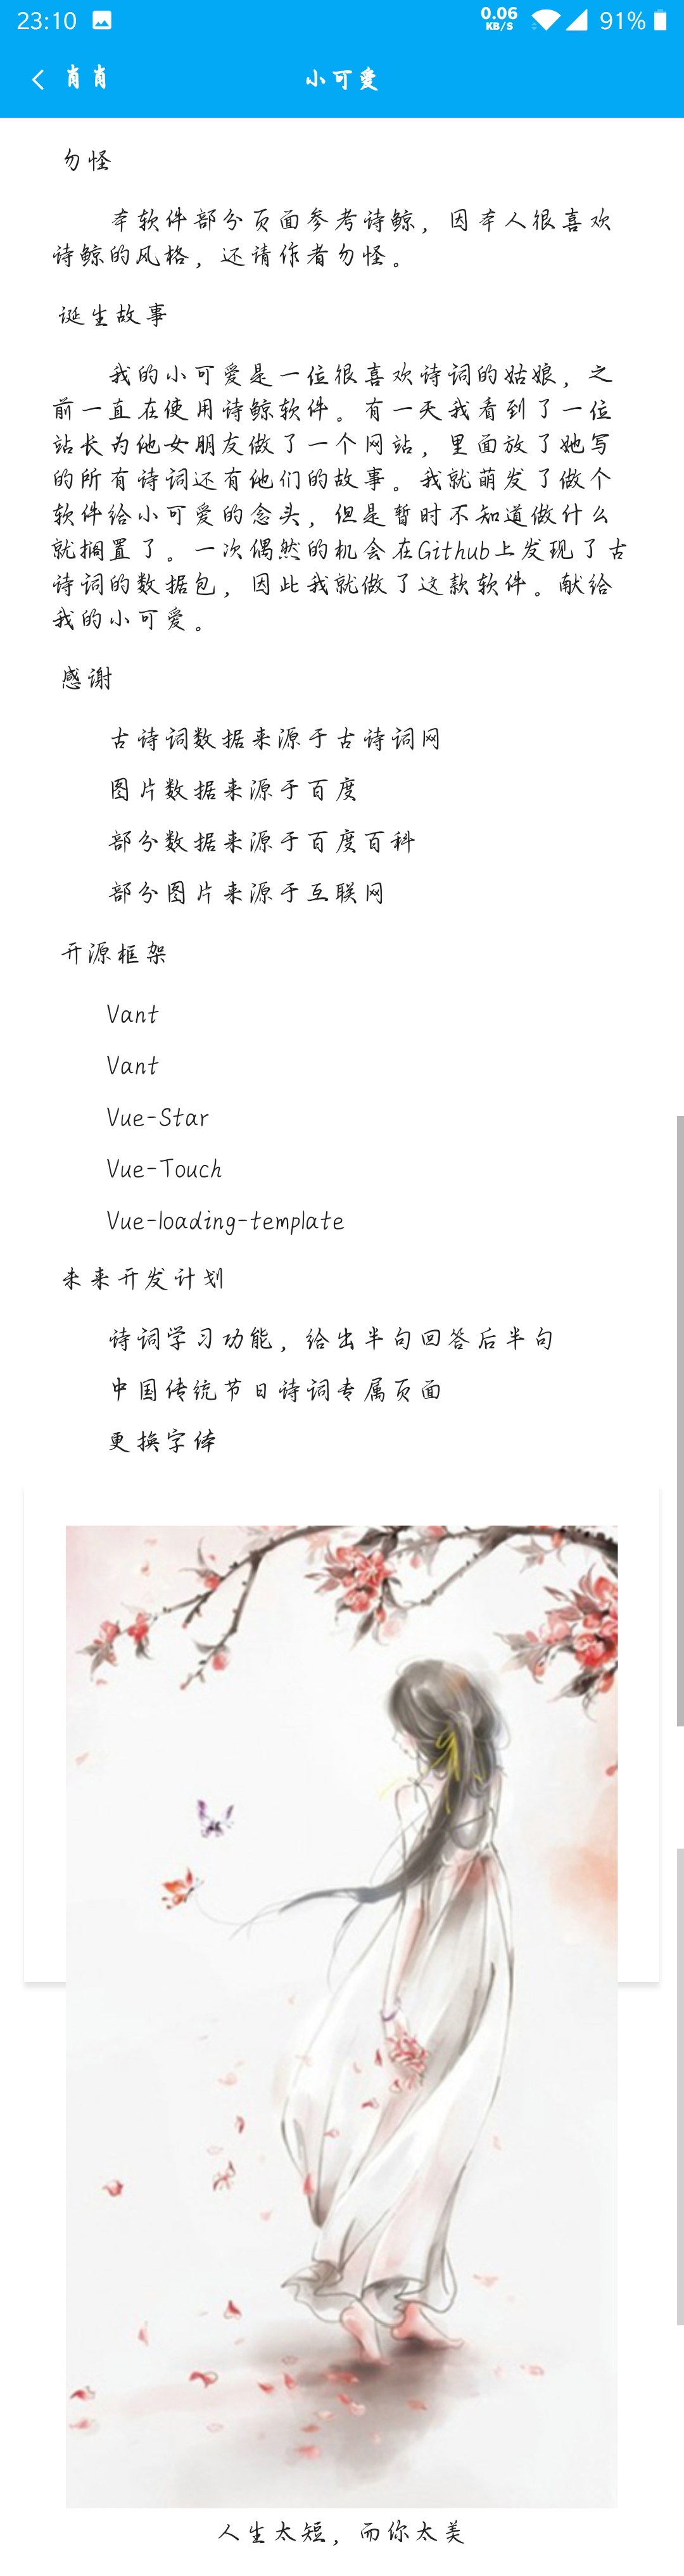 23:10
0.06
KB/S
91%
肖肖
小可爱
勿怪
本软件部分页面参考诗鲸，因本人很喜欢
诗鲸的风格，还请作者勿怪。
诞生故事
我的小可爱是一位很喜欢诗词的姑娘，之
前一直在使用诗鲸软件。有一天我看到了一位
站长为他女朋友做了一个网站，里面放了她写
的所有诗词还有他们的故事。我就萌发了做个
软件给小可爱的念头，但是暂时不知道做什么
就搁置了。一次偶然的机会在Github上发现了古
诗词的数据包，因此我就做了这款软件。献给
我的小可爱。
感谢
古诗词数据来源于古诗词网
图片数据来源于百度
部分数据来源于百度百科
部分图片来源于互联网
开源框架
Vant
Vant
Vue-Star
Vue-Touch
Vue-loading-template
未来开发计划
诗词学习功能，给出半句回答后半句
中国传统节日诗词专属页面
更换字体
人生太短，而你太美